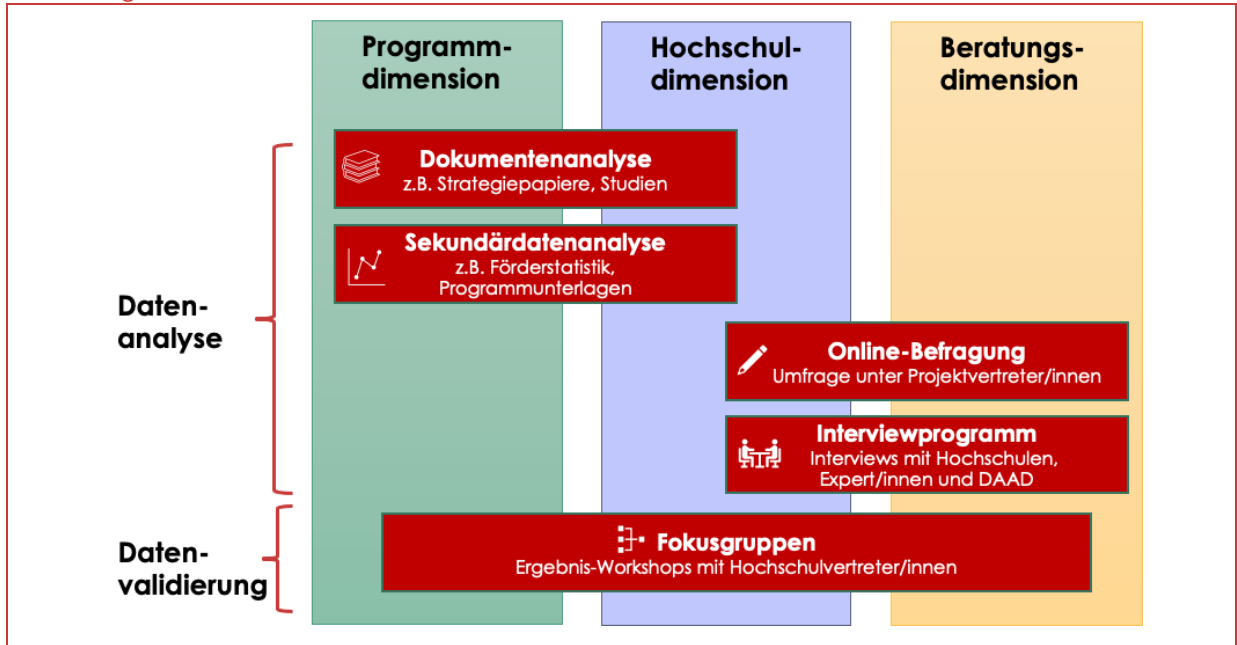 Programm-
dimension
Hochschul-
dimension
Beratungs-
dimension
Daten-
analyse
Dokumentenanalyse
z.B. Strategiepapiere, Studien
Sekundärdatenanalyse
z.B. Förderstatistik,
Programmunterlagen
Online-Befragung
Umfrage unter Projektvertreter/innen
Interviewprogramm
Interviews mit Hochschulen,
Expert/innen und DAAD
Daten-
validierung
Fokusgruppen
Ergebnis-Workshops mit Hochschulvertreter/innen